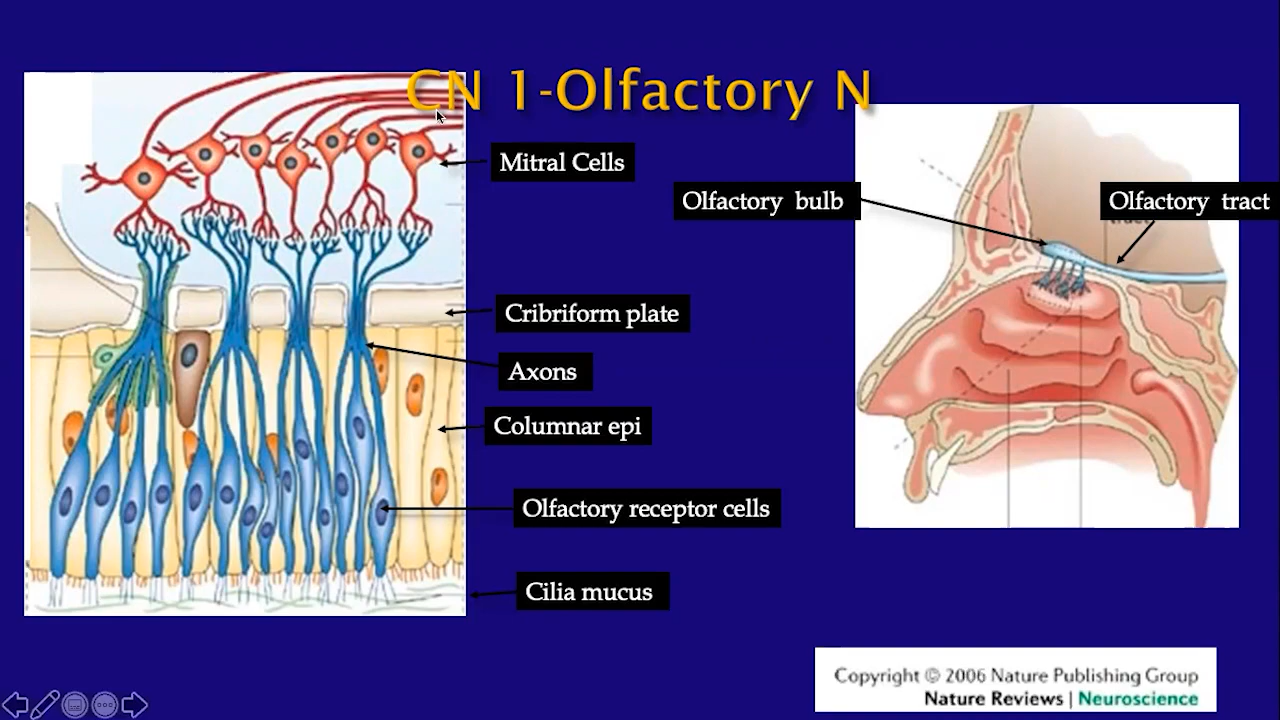 CN 1-Olfactory N
Mitral Cells
Olfactory bulb
Olfactory tract
Cribriform plate
Axons
Columnar epi
Olfactory receptor cells
Cilia mucus
Copyright © 2006 Nature Publishing Group
Nature Reviews | Neuroscience